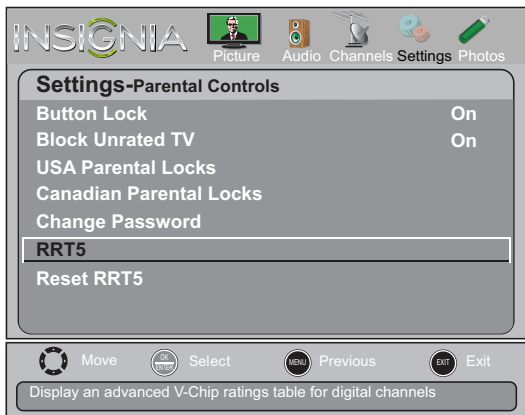 INSIGNIA
Picture Audio Channels Settings Photos
Settings-Parental Controls
Button Lock On
Block Unrated TV On
USA Parental Locks
Canadian Parental Locks
Change Password
RRT5
Reset RRT5
Move OK ENTER Select MENU Previous EXIT Exit
Display an advanced V-Chip ratings table for digital channels